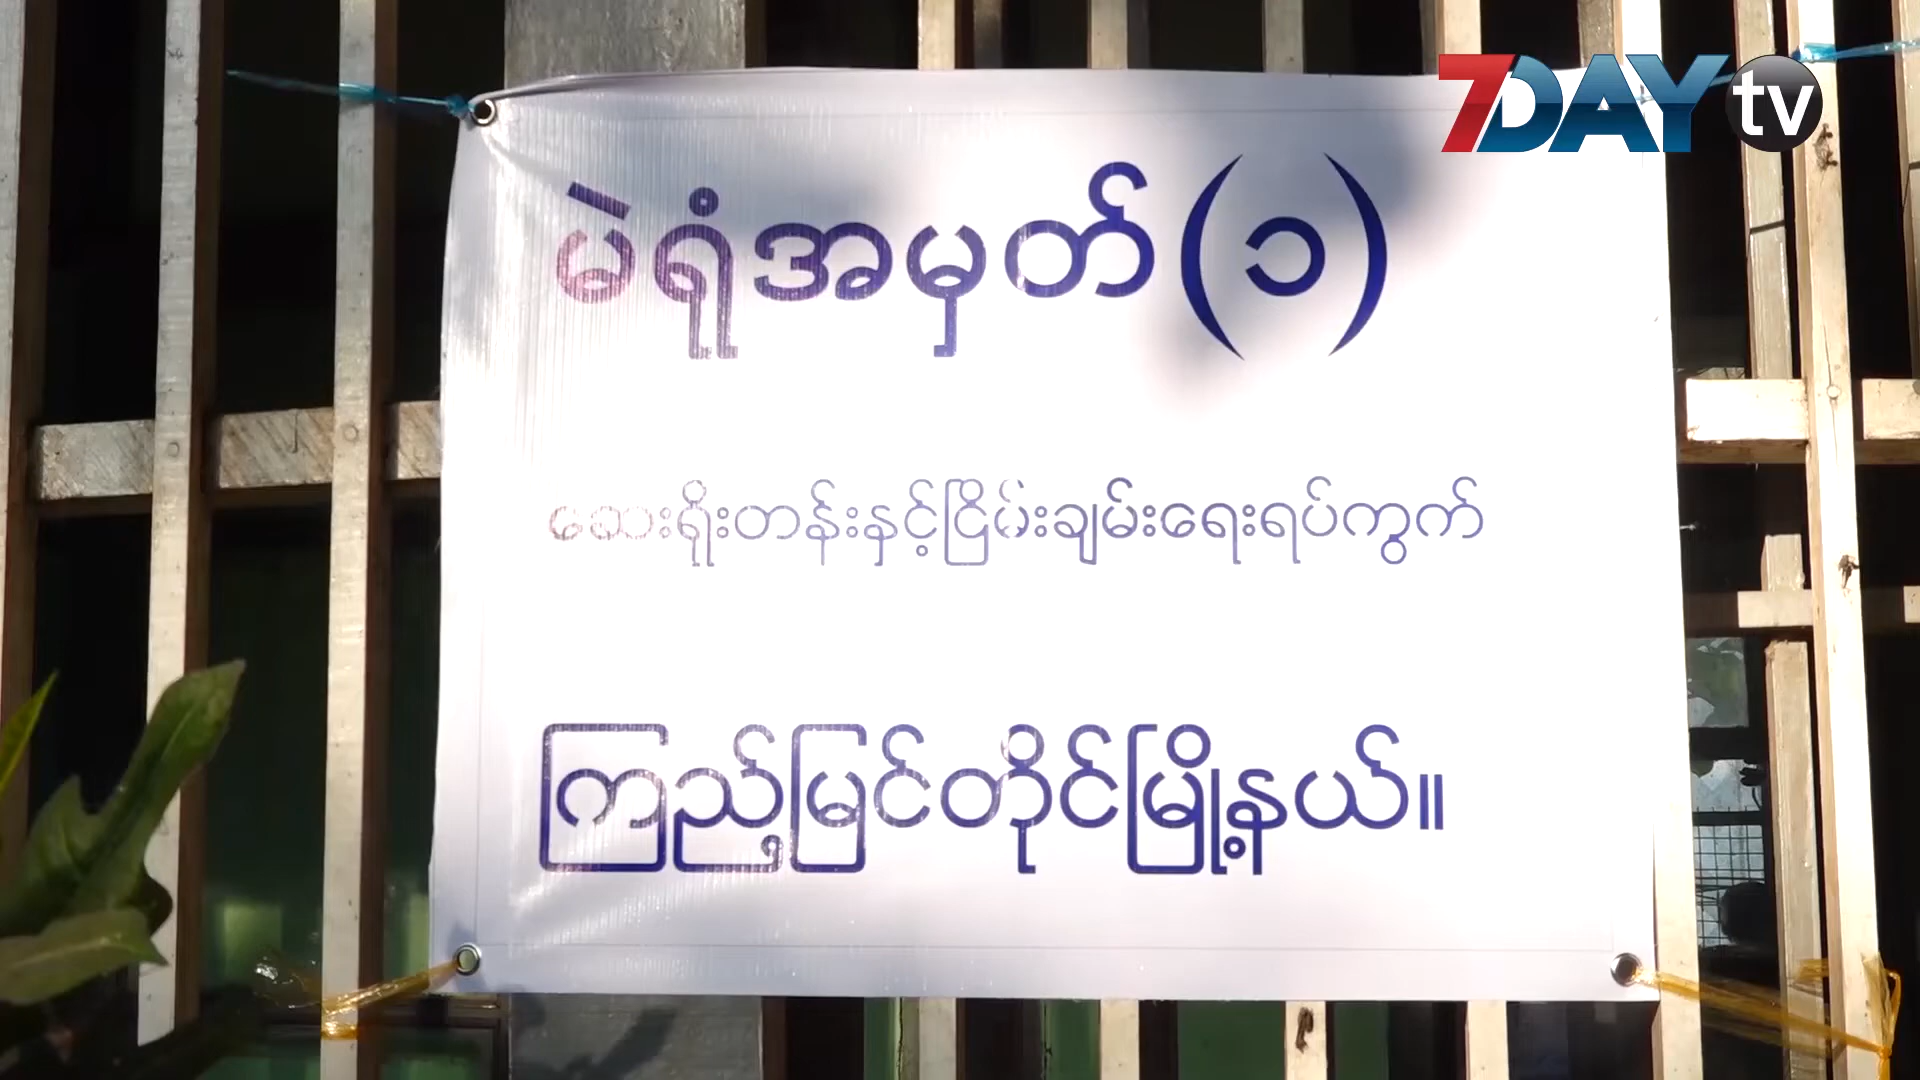 7DAY tv
မဲရုံအမှတ်(၁)
ဆေးရိုးတန်းနှင့်ငြိမ်းချမ်းရေးရပ်ကွက်
ကြည့်မြင်တိုင်မြို့နယ်။